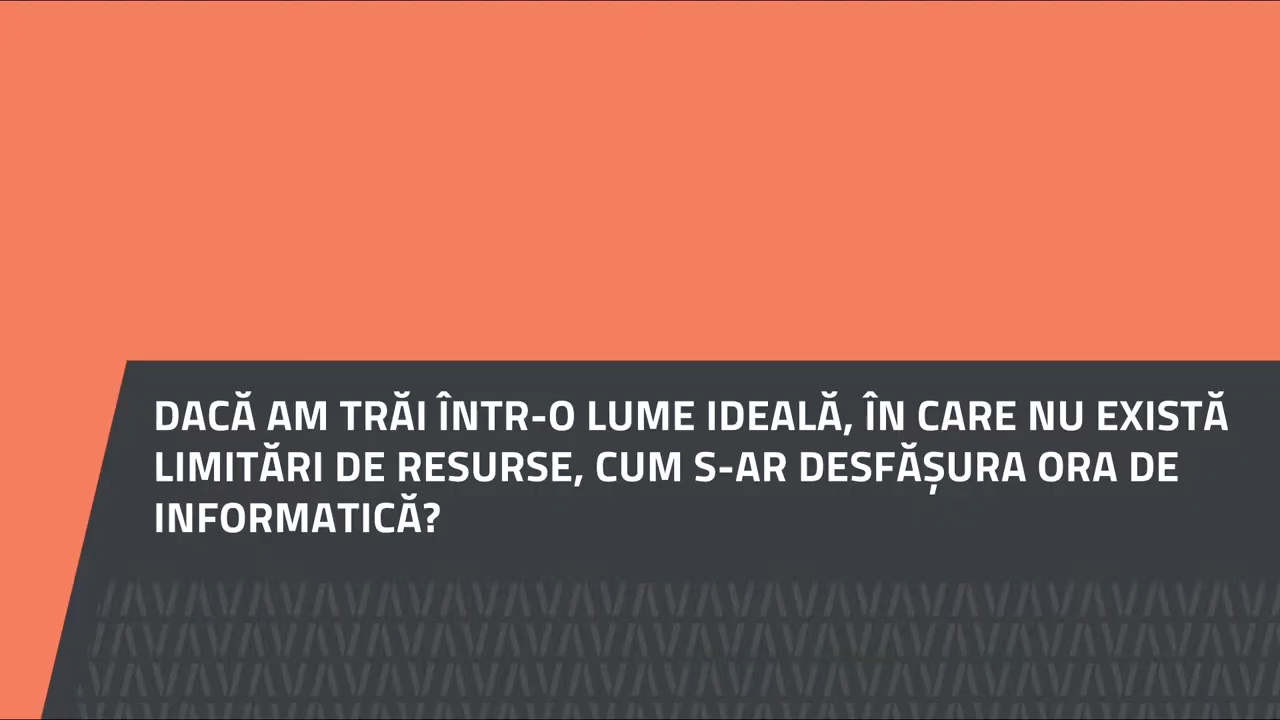 DACĂ AM TRĂI ÎNTR-O LUME IDEALĂ, ÎN CARE NU EXISTĂ
LIMITĂRI DE RESURSE, CUM S-AR DESFĂȘURA ORA DE
INFORMATICĂ?